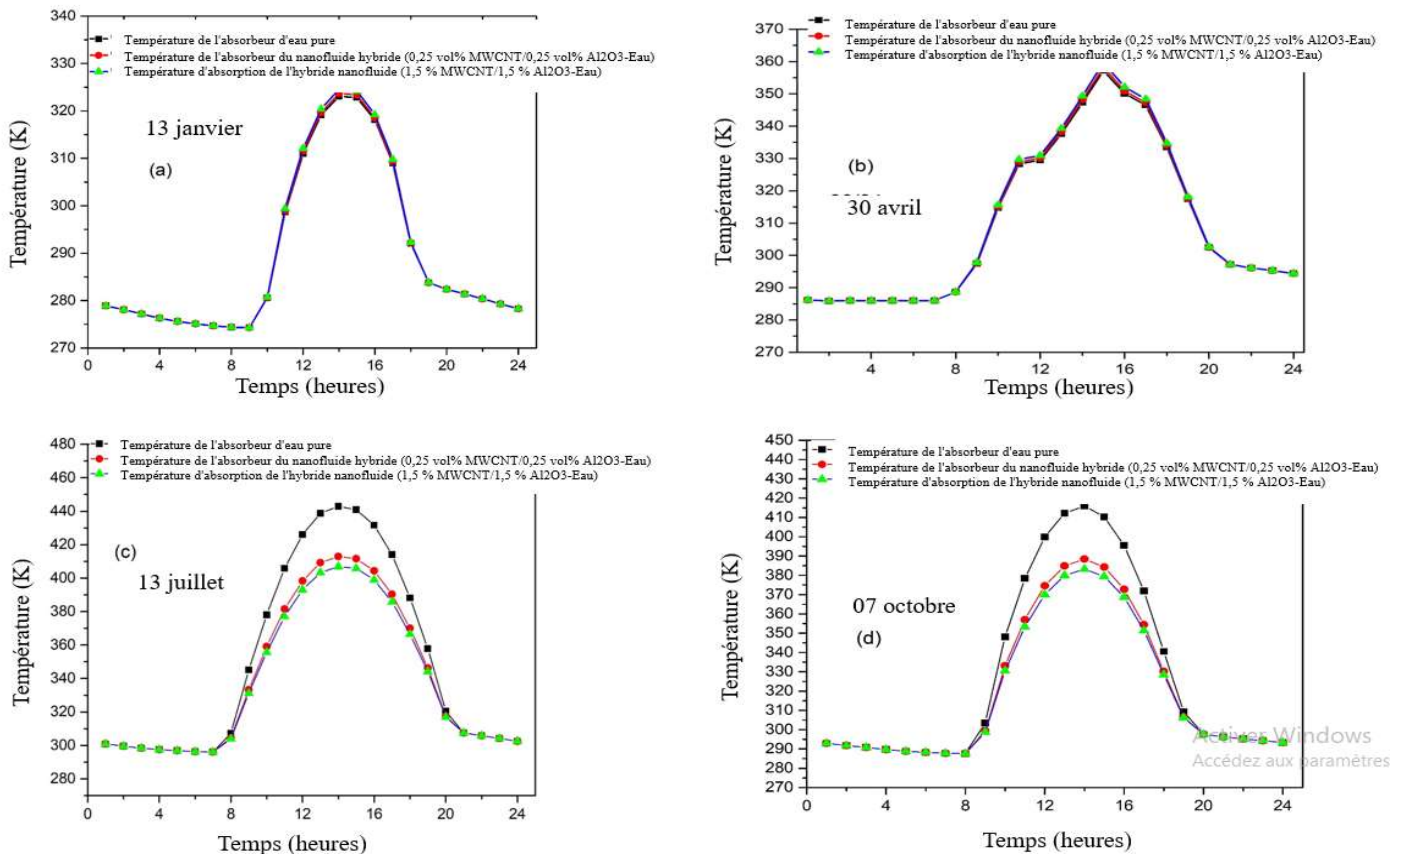 340
330
320
310
300
290
280
270
0
4
8
12
16
20
24
Température (K)
Temps (heures)
Température de l'absorbeur d'eau pure
Température de l'absorbeur du nanofluide hybride (0,25 vol% MWCNT/0,25 vol% Al2O3-Eau)
Température d'absorption de l'hybride nanofluide (1,5 % MWCNT/1,5 % Al2O3-Eau)
13 janvier
(a)
370
360
350
340
330
320
310
300
290
280
270
4
8
12
16
20
24
Température (K)
Temps (heures)
Température de l'absorbeur d'eau pure
Température de l'absorbeur du nanofluide hybride (0,25 vol% MWCNT/0,25 vol% Al2O3-Eau)
Température d'absorption de l'hybride nanofluide (1,5 % MWCNT/1,5 % Al2O3-Eau)
(b)
30 avril
480
460
440
420
400
380
360
340
320
300
280
0
4
8
12
16
20
24
Température (K)
Temps (heures)
Température de l'absorbeur d'eau pure
Température de l'absorbeur du nanofluide hybride (0,25 vol% MWCNT/0,25 vol% Al2O3-Eau)
Température d'absorption de l'hybride nanofluide (1,5 % MWCNT/1,5 % Al2O3-Eau)
(c)
13 juillet
450
440
430
420
410
400
390
380
370
360
350
340
330
320
310
300
290
280
270
0
4
8
12
16
20
24
Température (K)
Temps (heures)
Température de l'absorbeur d'eau pure
Température de l'absorbeur du nanofluide hybride (0,25 vol% MWCNT/0,25 vol% Al2O3-Eau)
Température d'absorption de l'hybride nanofluide (1,5 % MWCNT/1,5 % Al2O3-Eau)
07 octobre
(d)
Activer Windows
Accédez aux paramètres